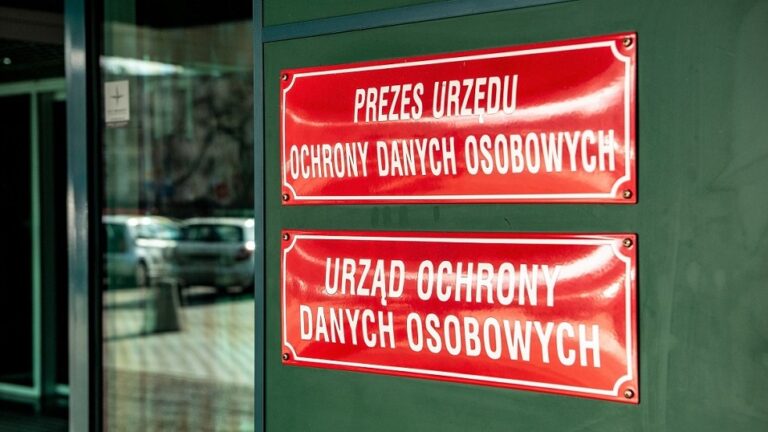 PREZES URZĘDU
OCHRONY DANYCH OSOBOWYCH
URZĄD OCHRONY
DANYCH OSOBOWYCH